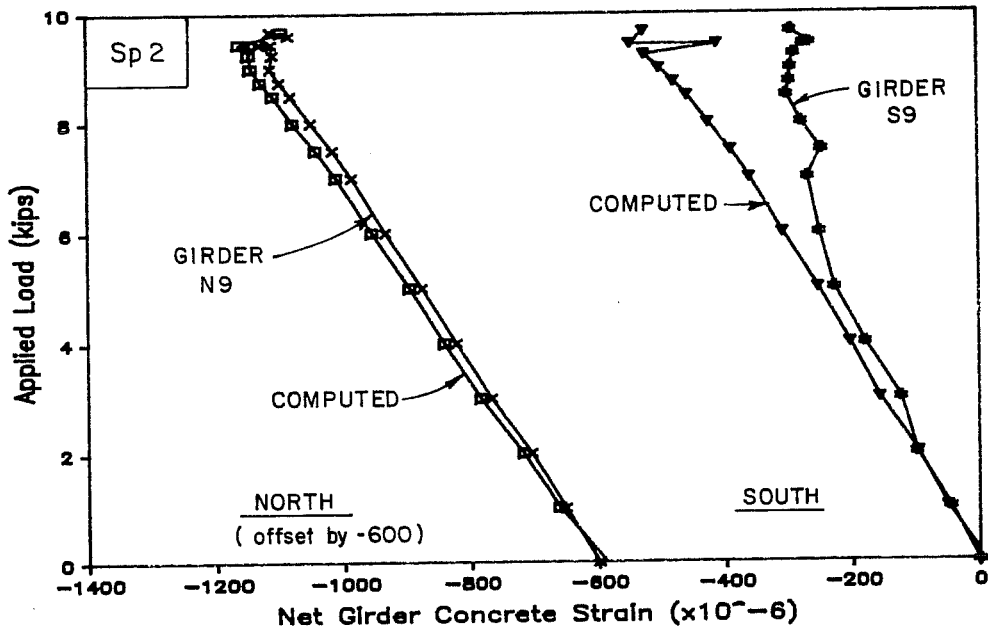 Sp 2
10
8
6
4
2
0
Applied Load (kips)
GIRDER
S9
COMPUTED
GIRDER
N9
COMPUTED
NORTH
( offset by -600)
SOUTH
-1400 -1200 -1000 -800 -600 -400 -200 0
Net Girder Concrete Strain (x10^-6)